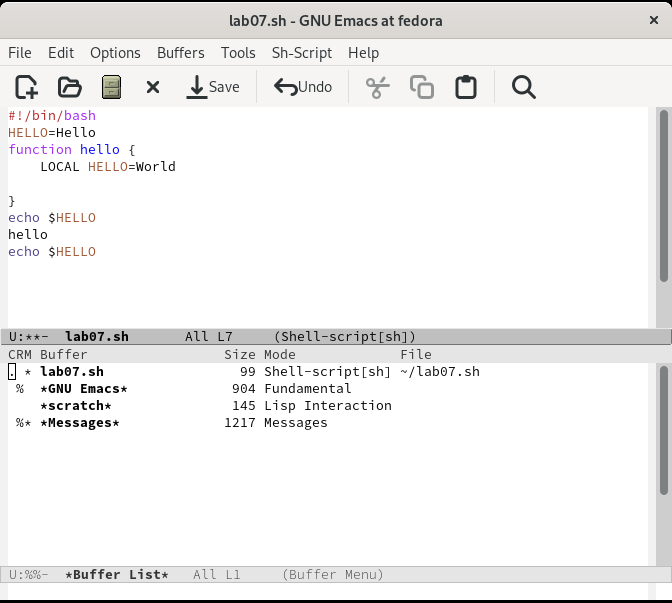 lab07.sh - GNU Emacs at fedora ×
File Edit Options Buffers Tools Sh-Script Help
Save Undo
#!/bin/bash
HELLO=Hello
function hello {
    LOCAL HELLO=World
}
echo $HELLO
hello
echo $HELLO
U:**-  lab07.sh       All L7     (Shell-script[sh])
CRM Buffer                 Size Mode             File
. * lab07.sh                 99 Shell-script[sh] ~/lab07.sh
 %  *GNU Emacs*             904 Fundamental
    *scratch*               145 Lisp Interaction
 %* *Messages*             1217 Messages
U:%%-  *Buffer List*   All L1     (Buffer Menu)